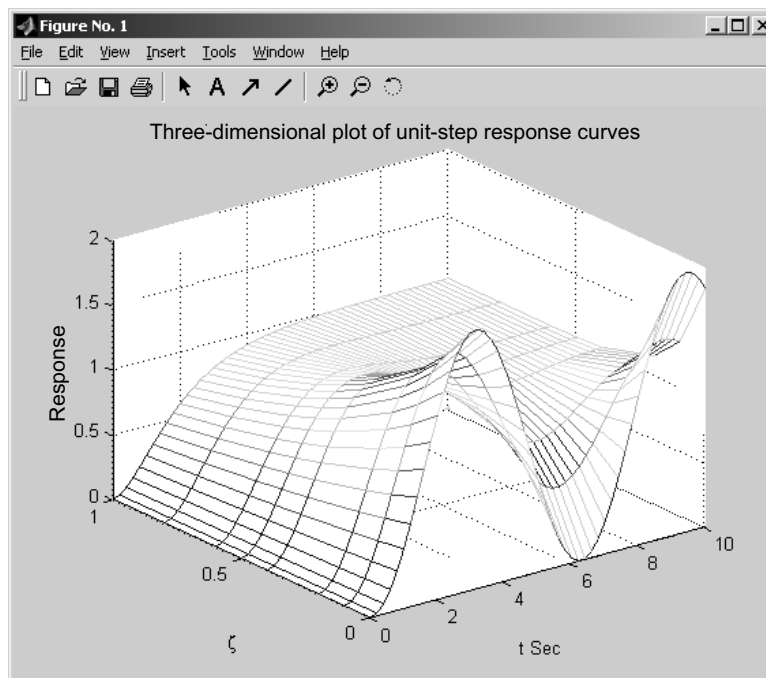 Figure No. 1
File Edit View Insert Tools Window Help
A
Three-dimensional plot of unit-step response curves
2
1.5
1
0.5
0
Response
1
0.5
0
ζ
0
2
4
6
8
10
t Sec